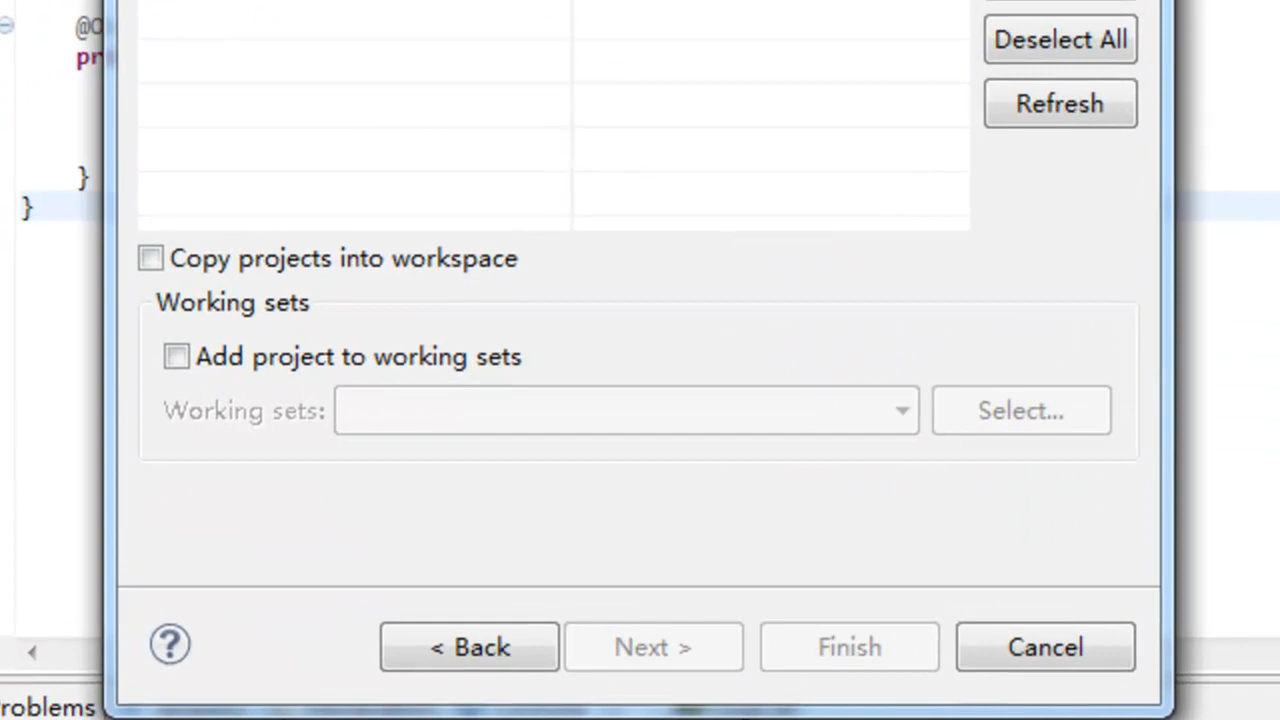 @O
Deselect All
pr
Refresh
}
}
Copy projects into workspace
Working sets
Add project to working sets
Working sets:
Select...
?
< Back
Next >
Finish
Cancel
roblems